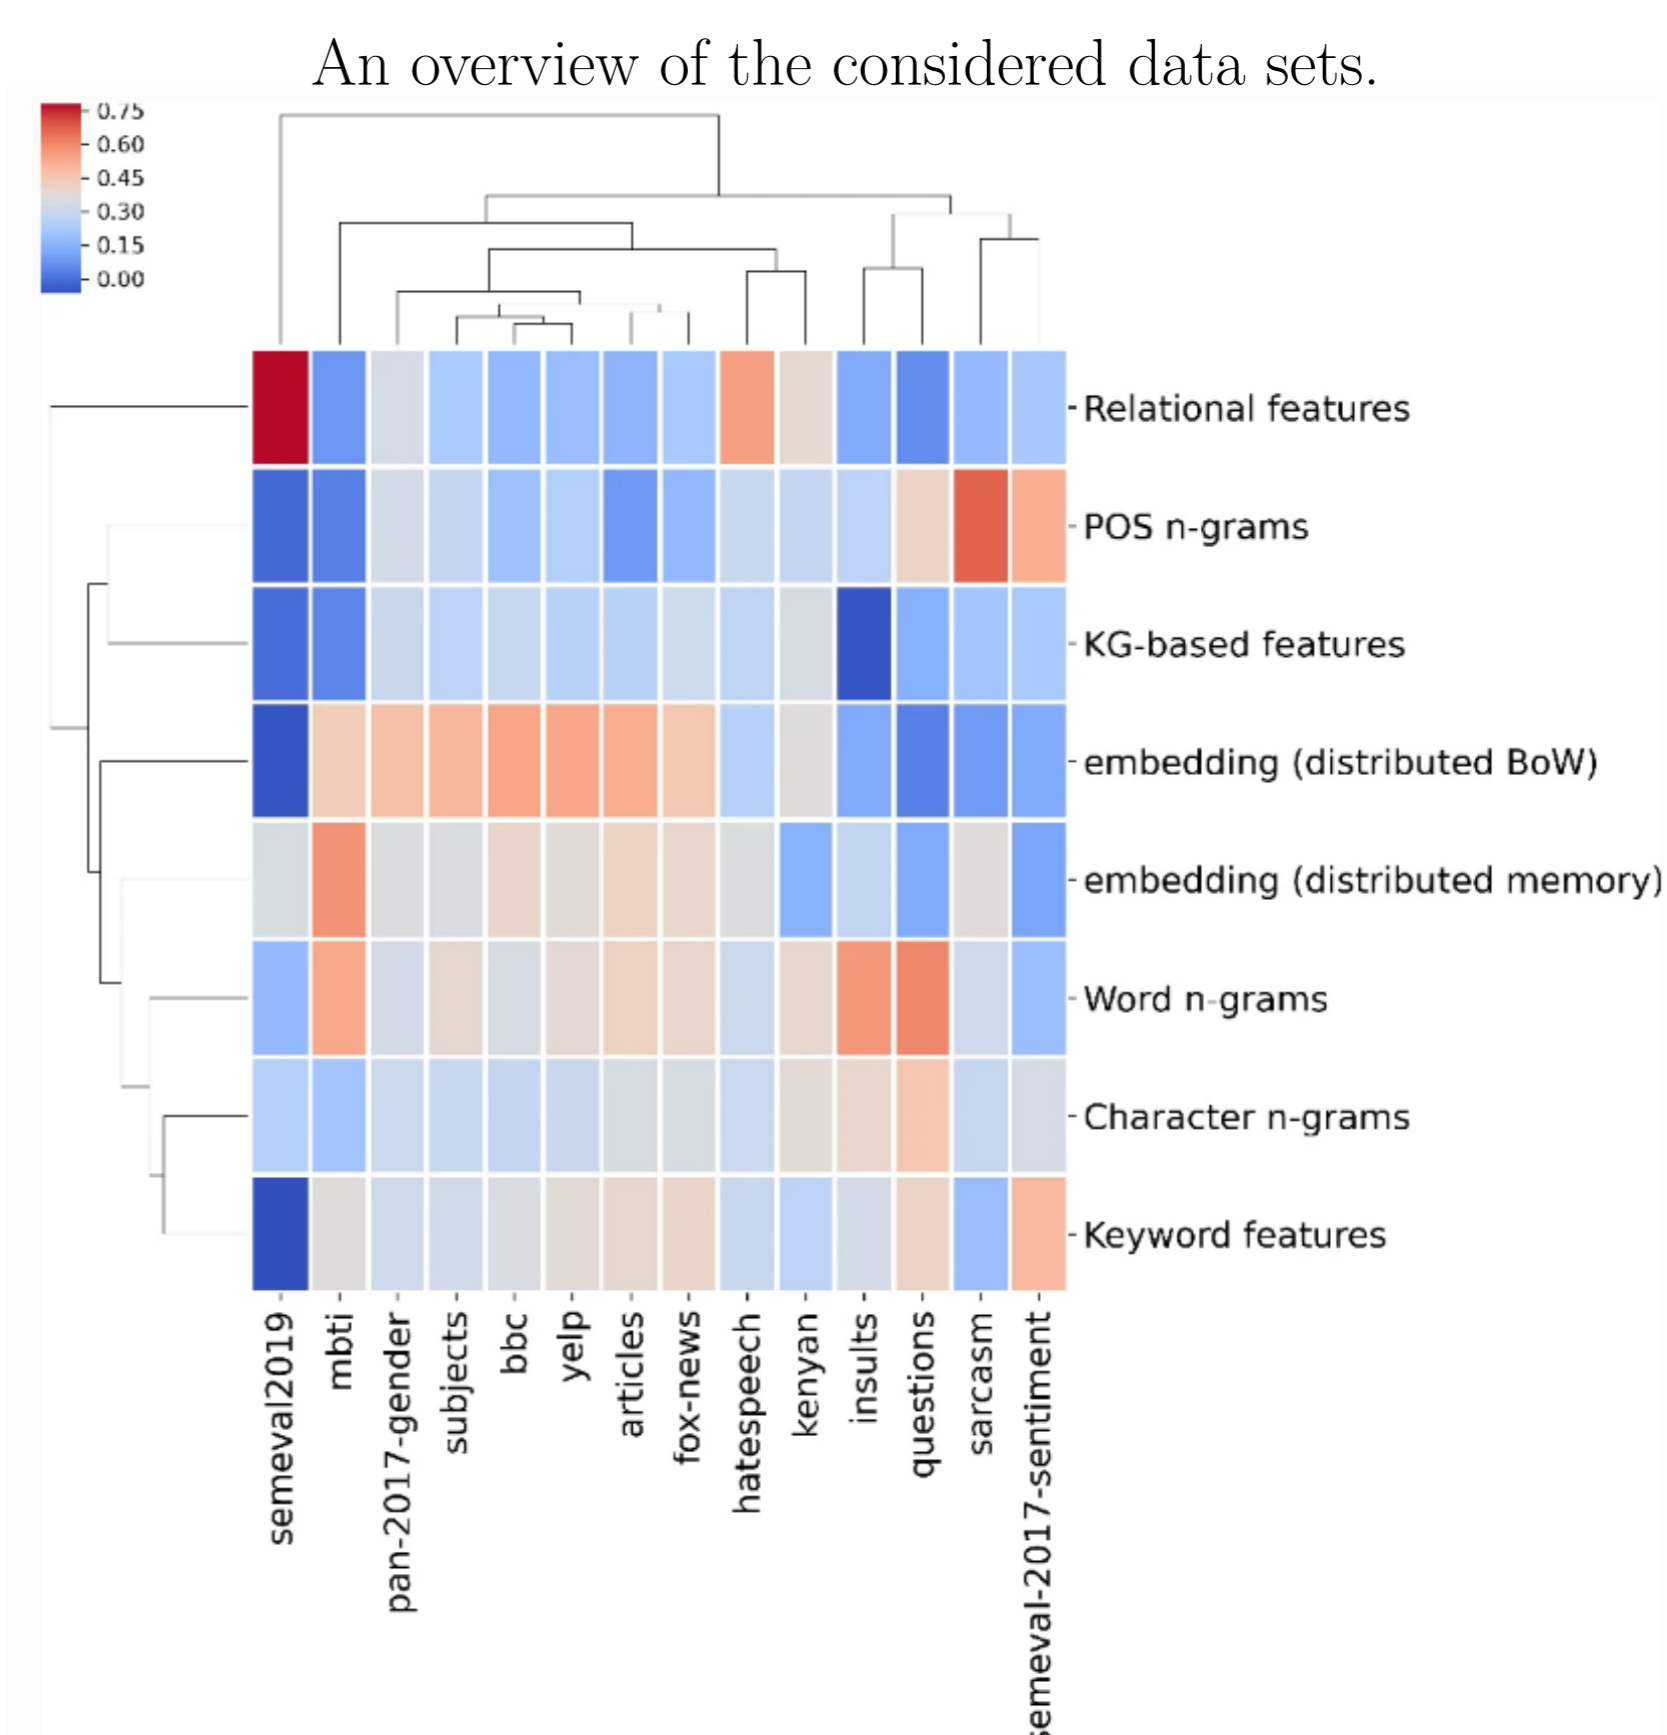 An overview of the considered data sets.
0.75
0.60
0.45
0.30
0.15
0.00
Relational features
POS n-grams
KG-based features
embedding (distributed BoW)
embedding (distributed memory)
Word n-grams
Character n-grams
Keyword features
semeval2019
mbti
pan-2017-gender
subjects
bbc
yelp
articles
fox-news
hatespeech
kenyan
insults
questions
sarcasm
semeval-2017-sentiment